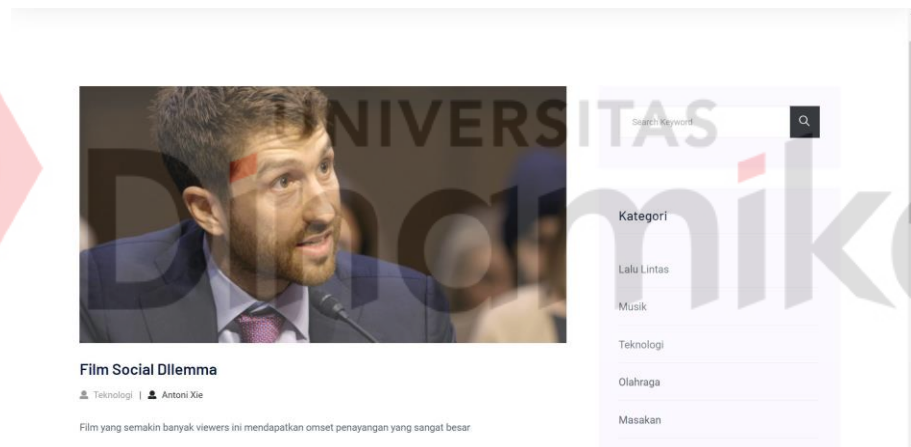 UNIVERSITAS
Dinamika
Search Keyword
Kategori
Lalu Lintas
Musik
Teknologi
Olahraga
Masakan
Film Social DIlemma
Teknologi | Antoni Xie
Film yang semakin banyak viewers ini mendapatkan omset penayangan yang sangat besar